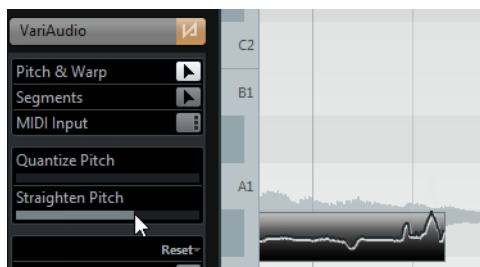 VariAudio
Pitch & Warp
Segments
MIDI Input
Quantize Pitch
Straighten Pitch
Reset
C2
B1
A1